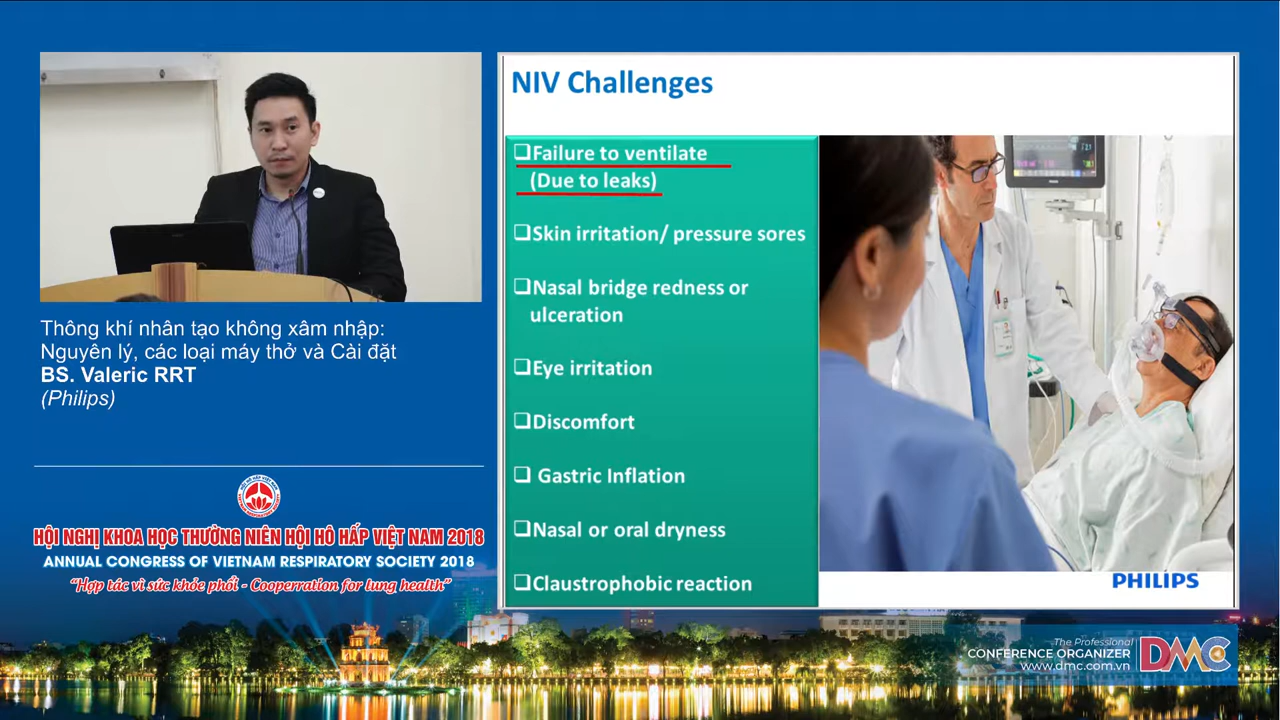 Thông khí nhân tạo không xâm nhập:
Nguyên lý, các loại máy thở và Cài đặt
BS. Valeric RRT
(Philips)
HỘI NGHỊ KHOA HỌC THƯỜNG NIÊN HỘI HÔ HẤP VIỆT NAM 2018
ANNUAL CONGRESS OF VIETNAM RESPIRATORY SOCIETY 2018
"Hợp tác vì sức khỏe phổi - Cooperration for lung health"
NIV Challenges
❑Failure to ventilate
(Due to leaks)
❑Skin irritation/ pressure sores
❑Nasal bridge redness or
ulceration
❑Eye irritation
❑Discomfort
❑ Gastric Inflation
❑Nasal or oral dryness
❑Claustrophobic reaction
PHILIPS
The Professional
CONFERENCE ORGANIZER
www.dmc.com.vn
DMC